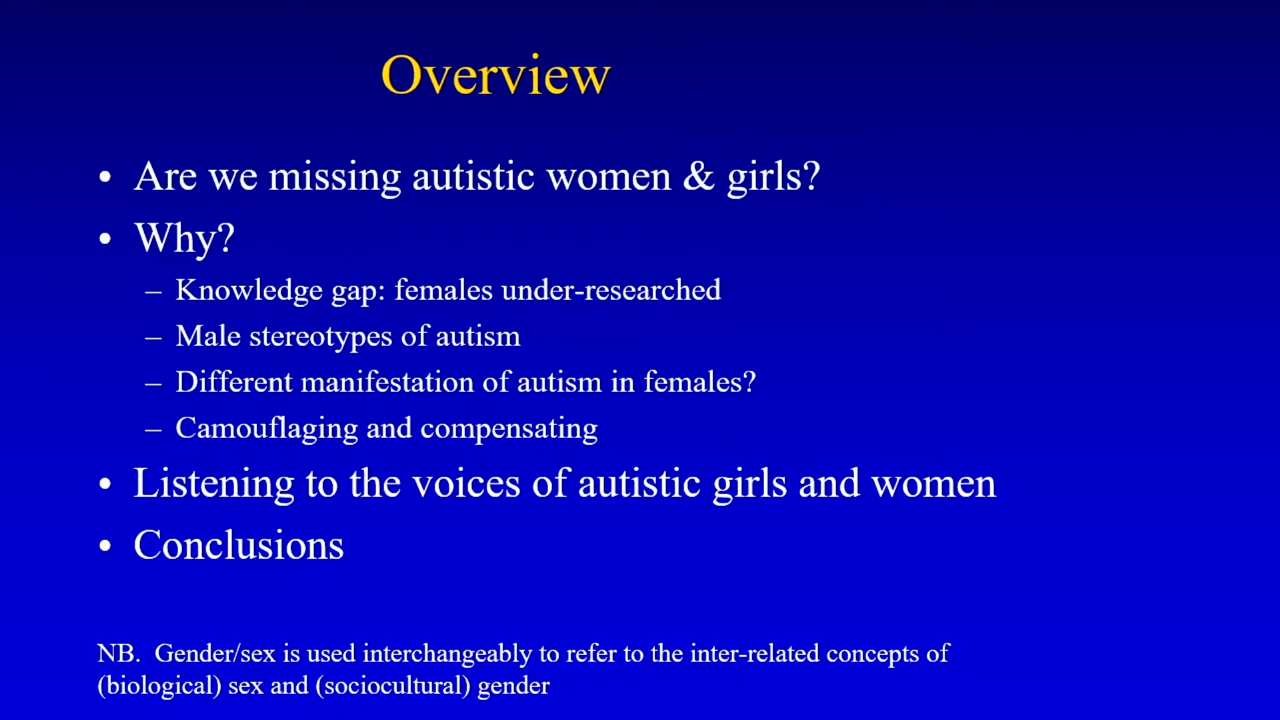 Overview
• Are we missing autistic women & girls?
• Why?
– Knowledge gap: females under-researched
– Male stereotypes of autism
– Different manifestation of autism in females?
– Camouflaging and compensating
• Listening to the voices of autistic girls and women
• Conclusions
NB. Gender/sex is used interchangeably to refer to the inter-related concepts of
(biological) sex and (sociocultural) gender